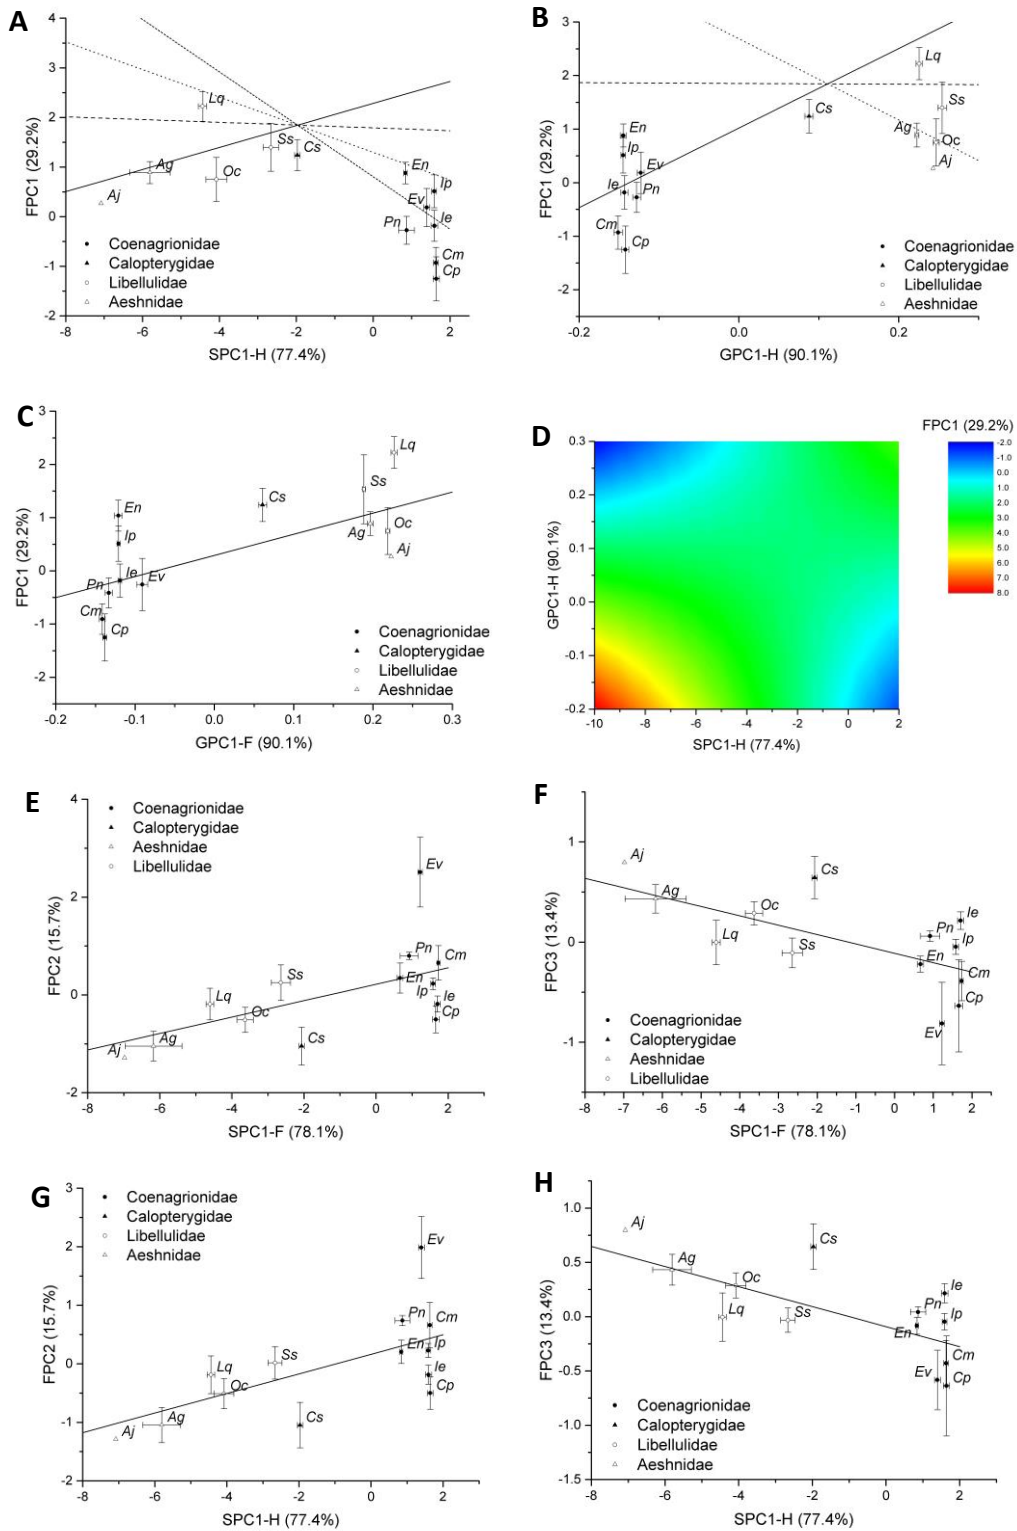 A
4
3
2
1
0
-1
-2
FPC1 (29.2%)
-8
-6
-4
-2
0
2
SPC1-H (77.4%)
Lq
Ss
Cs
Ag
Oc
Aj
En
Ip
Ev
Ie
Pn
Cm
Cp
Coenagrionidae
Calopterygidae
Libellulidae
Aeshnidae
B
3
2
1
0
-1
-2
FPC1 (29.2%)
-0.2
0.0
0.2
GPC1-H (90.1%)
Lq
Cs
Ss
Ag
Oc
Aj
En
Ip
Ev
Ie
Pn
Cm
Cp
Coenagrionidae
Calopterygidae
Libellulidae
Aeshnidae
C
3
2
1
0
-1
-2
FPC1 (29.2%)
-0.2
-0.1
0.0
0.1
0.2
0.3
GPC1-F (90.1%)
Lq
Ss
Cs
En
Ag
Oc
Ip
Aj
Ie
Ev
Pn
Cm
Cp
Coenagrionidae
Calopterygidae
Libellulidae
Aeshnidae
D
FPC1 (29.2%)
-2.0
-1.0
0.0
1.0
2.0
3.0
4.0
5.0
6.0
7.0
8.0
0.3
0.2
0.1
0.0
-0.1
-0.2
GPC1-H (90.1%)
-10
-8
-6
-4
-2
0
2
SPC1-H (77.4%)
E
4
2
0
-2
FPC2 (15.7%)
-8
-6
-4
-2
0
2
SPC1-F (78.1%)
Coenagrionidae
Calopterygidae
Aeshnidae
Libellulidae
Ev
Pn
Cm
Ss
En
Lq
Ip
Ie
Oc
Cp
Cs
Ag
Aj
F
1
0
-1
FPC3 (13.4%)
-8
-7
-6
-5
-4
-3
-2
-1
0
1
2
SPC1-F (78.1%)
Aj
Cs
Ag
Oc
Ie
Lq
Ss
Pn
Ip
En
Cm
Cp
Ev
Coenagrionidae
Calopterygidae
Aeshnidae
Libellulidae
G
3
2
1
0
-1
-2
FPC2 (15.7%)
-8
-6
-4
-2
0
2
SPC1-H (77.4%)
Coenagrionidae
Calopterygidae
Libellulidae
Aeshnidae
Ev
Pn
Cm
Ss
En
Ip
Lq
Ie
Oc
Cp
Ag
Cs
Aj
H
1.0
0.5
0.0
-0.5
-1.0
-1.5
FPC3 (13.4%)
-8
-6
-4
-2
0
2
SPC1-H (77.4%)
Aj
Cs
Ag
Oc
Ie
Lq
Ss
Pn
Ip
En
Cm
Ev
Cp
Coenagrionidae
Calopterygidae
Libellulidae
Aeshnidae